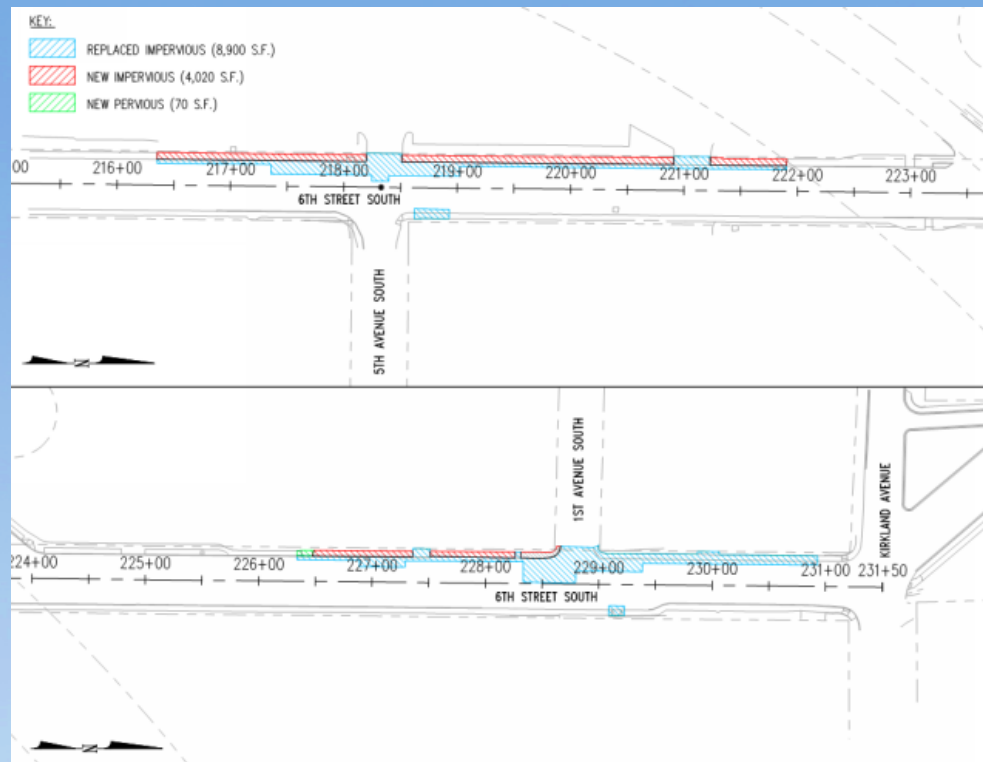 KEY:
REPLACED IMPERVIOUS (8,900 S.F.)
NEW IMPERVIOUS (4,020 S.F.)
NEW PERVIOUS (70 S.F.)
00 216+00 217+00 218+00 219+00 220+00 221+00 222+00 223+00
6TH STREET SOUTH
5TH AVENUE SOUTH
N
1ST AVENUE SOUTH
KIRKLAND AVENUE
224+00 225+00 226+00 227+00 228+00 229+00 230+00 231+00 231+50
6TH STREET SOUTH
N